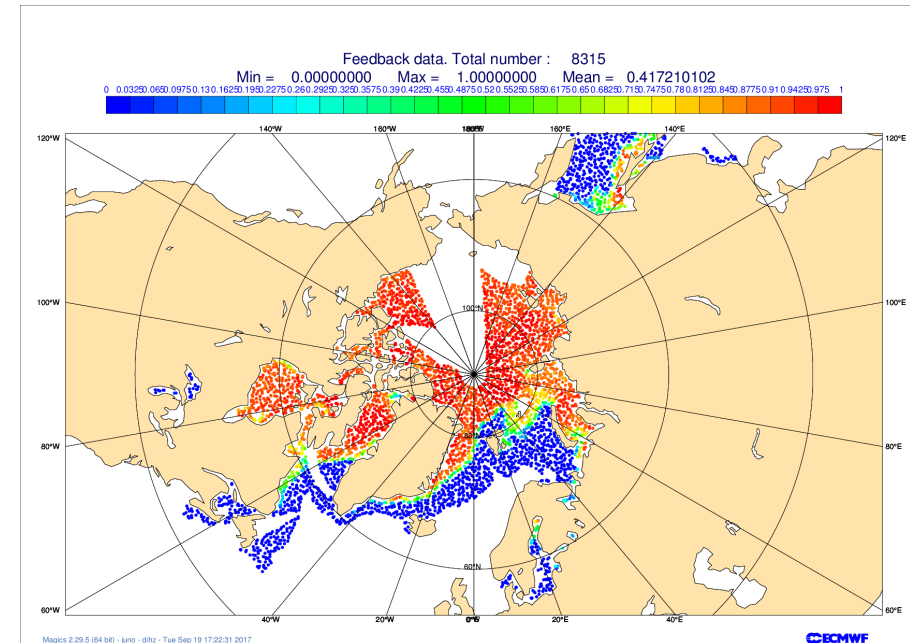 Feedback data. Total number : 8315
Min = 0.00000000 Max = 1.00000000 Mean = 0.417210102
0 0.0325 0.065 0.0975 0.13 0.1625 0.195 0.2275 0.26 0.2925 0.325 0.3575 0.39 0.4225 0.455 0.4875 0.52 0.5525 0.585 0.6175 0.65 0.6825 0.715 0.7475 0.78 0.8125 0.845 0.8775 0.91 0.9425 0.975 1
140°W 160°W 160°E 140°E
120°W 120°E
100°W 100°E
80°W 80°E
60°N
60°W 60°E
40°W 20°W 20°E 40°E
Magics 2.29.5 (64 bit) - juno - dihz - Tue Sep 19 17:22:31 2017
ECMWF